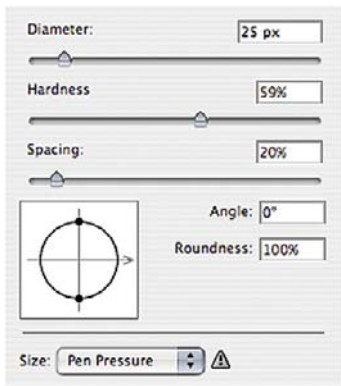 Diameter: 25 px
Hardness 59%
Spacing: 20%
Angle: 0°
Roundness: 100%
Size: Pen Pressure